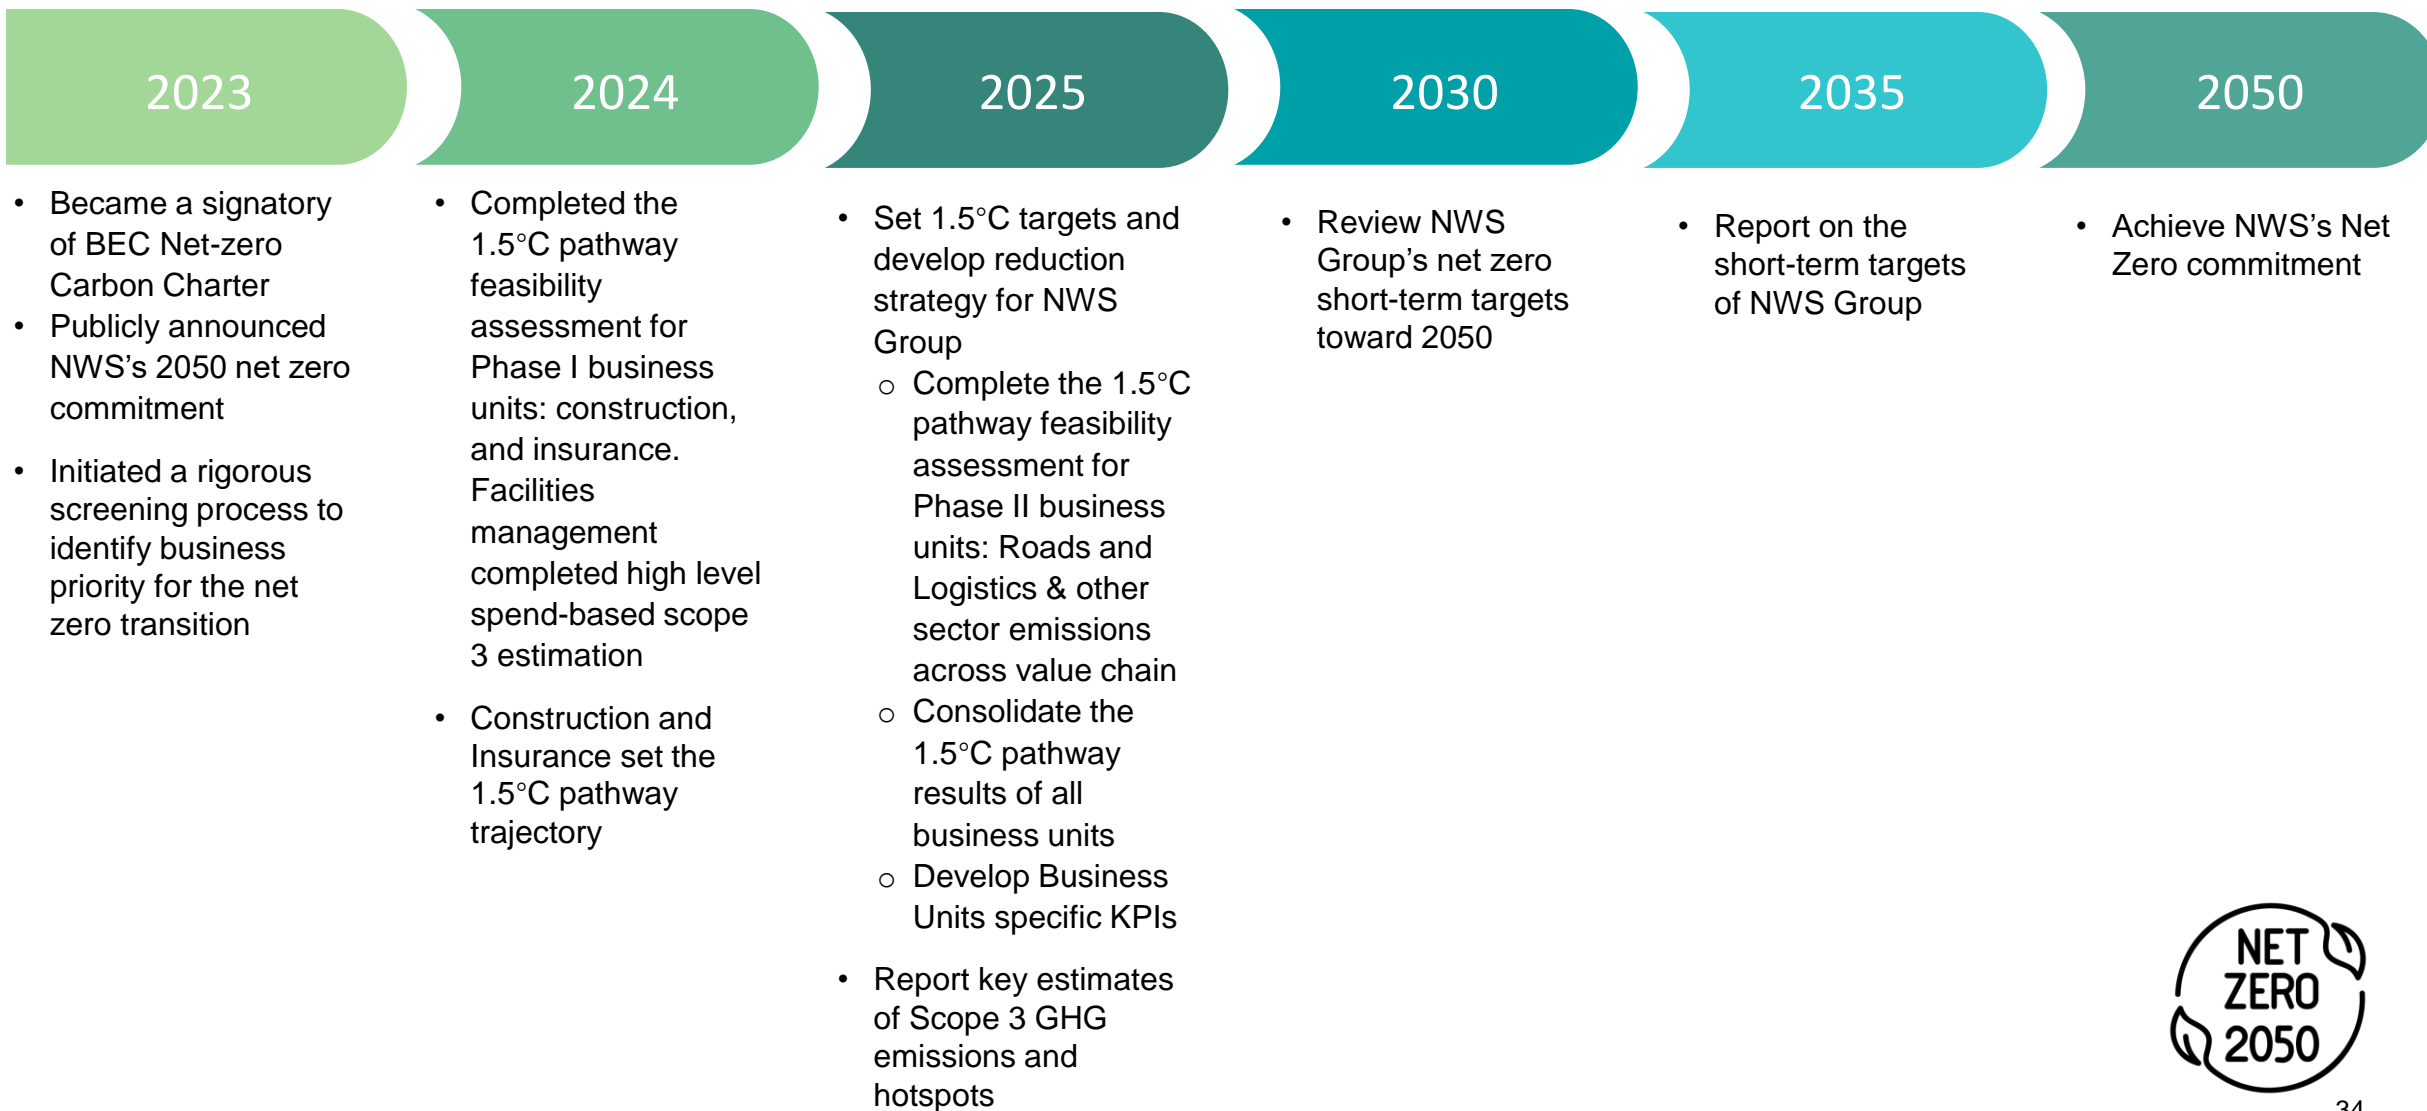 2023
• Became a signatory
of BEC Net-zero
Carbon Charter
• Publicly announced
NWS’s 2050 net zero
commitment
• Initiated a rigorous
screening process to
identify business
priority for the net
zero transition
2024
• Completed the
1.5°C pathway
feasibility
assessment for
Phase I business
units: construction,
and insurance.
Facilities
management
completed high level
spend-based scope
3 estimation
• Construction and
Insurance set the
1.5°C pathway
trajectory
2025
• Set 1.5°C targets and
develop reduction
strategy for NWS
Group
o Complete the 1.5°C
pathway feasibility
assessment for
Phase II business
units: Roads and
Logistics & other
sector emissions
across value chain
o Consolidate the
1.5°C pathway
results of all
business units
o Develop Business
Units specific KPIs
• Report key estimates
of Scope 3 GHG
emissions and
hotspots
2030
• Review NWS
Group’s net zero
short-term targets
toward 2050
2035
• Report on the
short-term targets
of NWS Group
2050
• Achieve NWS’s Net
Zero commitment
NET
ZERO
2050
34